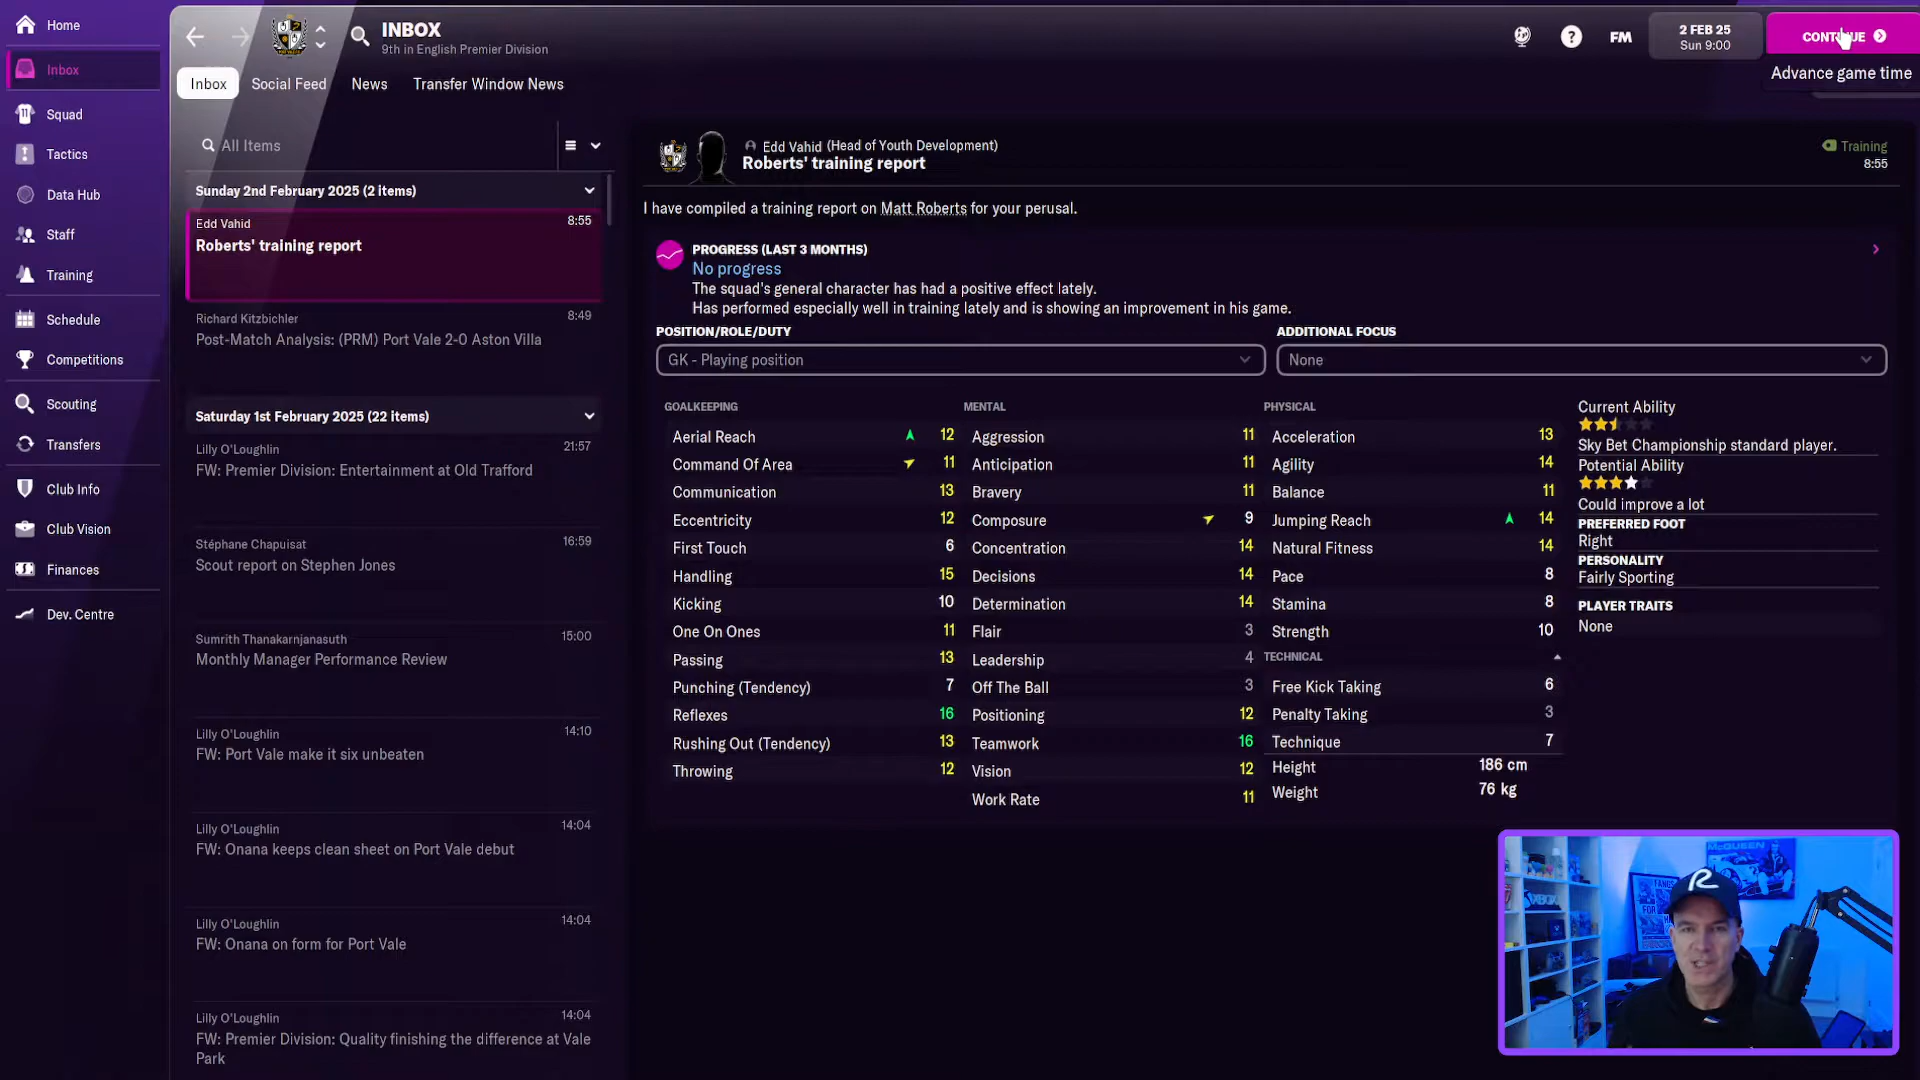 Home
Inbox
Squad
Tactics
Data Hub
Staff
Training
Schedule
Competitions
Scouting
Transfers
Club Info
Club Vision
Finances
Dev. Centre
INBOX
9th in English Premier Division
FM
2 FEB 25
Sun 9:00
CONTINUE
Advance game time
Inbox
Social Feed
News
Transfer Window News
All Items
Sunday 2nd February 2025 (2 items)
Edd Vahid 8:55
Roberts' training report
Richard Kitzbichler 8:49
Post-Match Analysis: (PRM) Port Vale 2-0 Aston Villa
Saturday 1st February 2025 (22 items)
Lilly O'Loughlin 21:57
FW: Premier Division: Entertainment at Old Trafford
Stéphane Chapuisat 16:59
Scout report on Stephen Jones
Sumrith Thanakarnjanasuth 15:00
Monthly Manager Performance Review
Lilly O'Loughlin 14:10
FW: Port Vale make it six unbeaten
Lilly O'Loughlin 14:04
FW: Onana keeps clean sheet on Port Vale debut
Lilly O'Loughlin 14:04
FW: Onana on form for Port Vale
Lilly O'Loughlin 14:04
FW: Premier Division: Quality finishing the difference at Vale
Park
Edd Vahid (Head of Youth Development)
Roberts' training report
Training
8:55
I have compiled a training report on Matt Roberts for your perusal.
PROGRESS (LAST 3 MONTHS)
No progress
The squad's general character has had a positive effect lately.
Has performed especially well in training lately and is showing an improvement in his game.
POSITION/ROLE/DUTY
GK - Playing position
ADDITIONAL FOCUS
None
GOALKEEPING
Aerial Reach 12
Command Of Area 11
Communication 13
Eccentricity 12
First Touch 6
Handling 15
Kicking 10
One On Ones 11
Passing 13
Punching (Tendency) 7
Reflexes 16
Rushing Out (Tendency) 13
Throwing 12
MENTAL
Aggression 11
Anticipation 11
Bravery 11
Composure 9
Concentration 14
Decisions 14
Determination 14
Flair 3
Leadership 4
Off The Ball 3
Positioning 12
Teamwork 16
Vision 12
Work Rate 11
PHYSICAL
Acceleration 13
Agility 14
Balance 11
Jumping Reach 14
Natural Fitness 14
Pace 8
Stamina 8
Strength 10
TECHNICAL
Free Kick Taking 6
Penalty Taking 3
Technique 7
Height 186 cm
Weight 76 kg
Current Ability
Sky Bet Championship standard player.
Potential Ability
Could improve a lot
PREFERRED FOOT
Right
PERSONALITY
Fairly Sporting
PLAYER TRAITS
None
McQUEEN
R